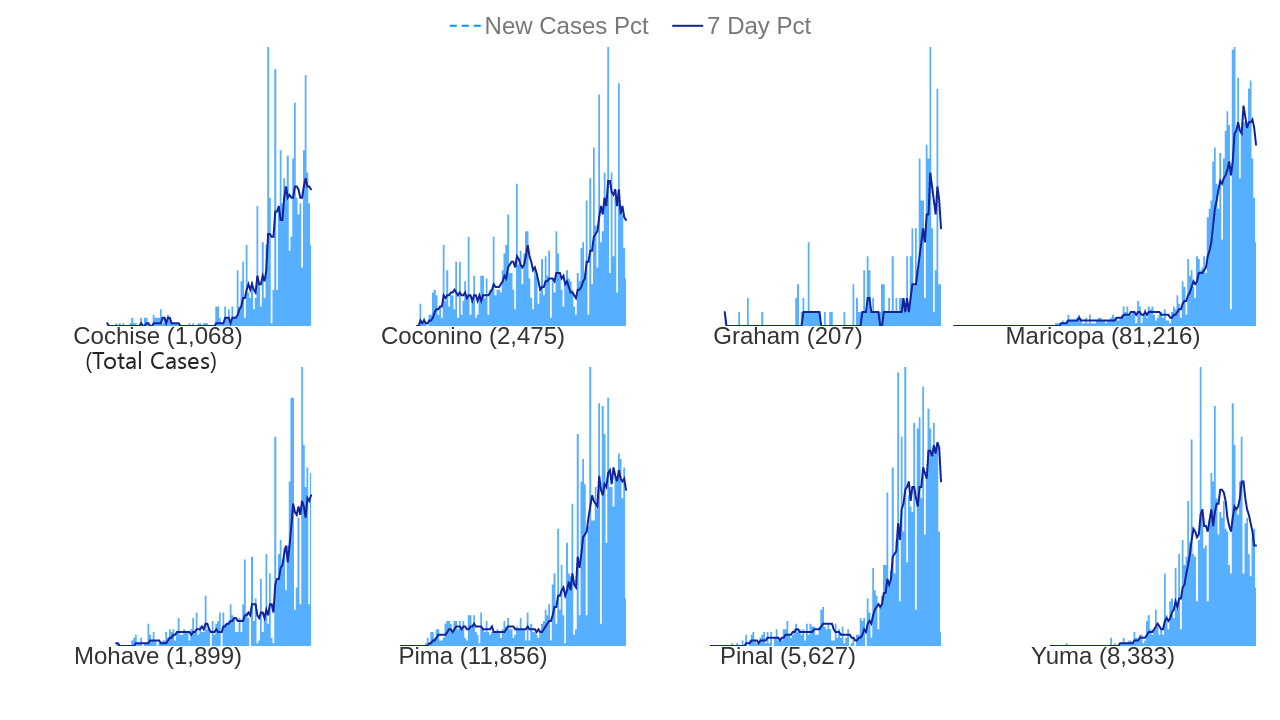 New Cases Pct 7 Day Pct
Cochise (1,068)
(Total Cases)
Coconino (2,475)
Graham (207)
Maricopa (81,216)
Mohave (1,899)
Pima (11,856)
Pinal (5,627)
Yuma (8,383)